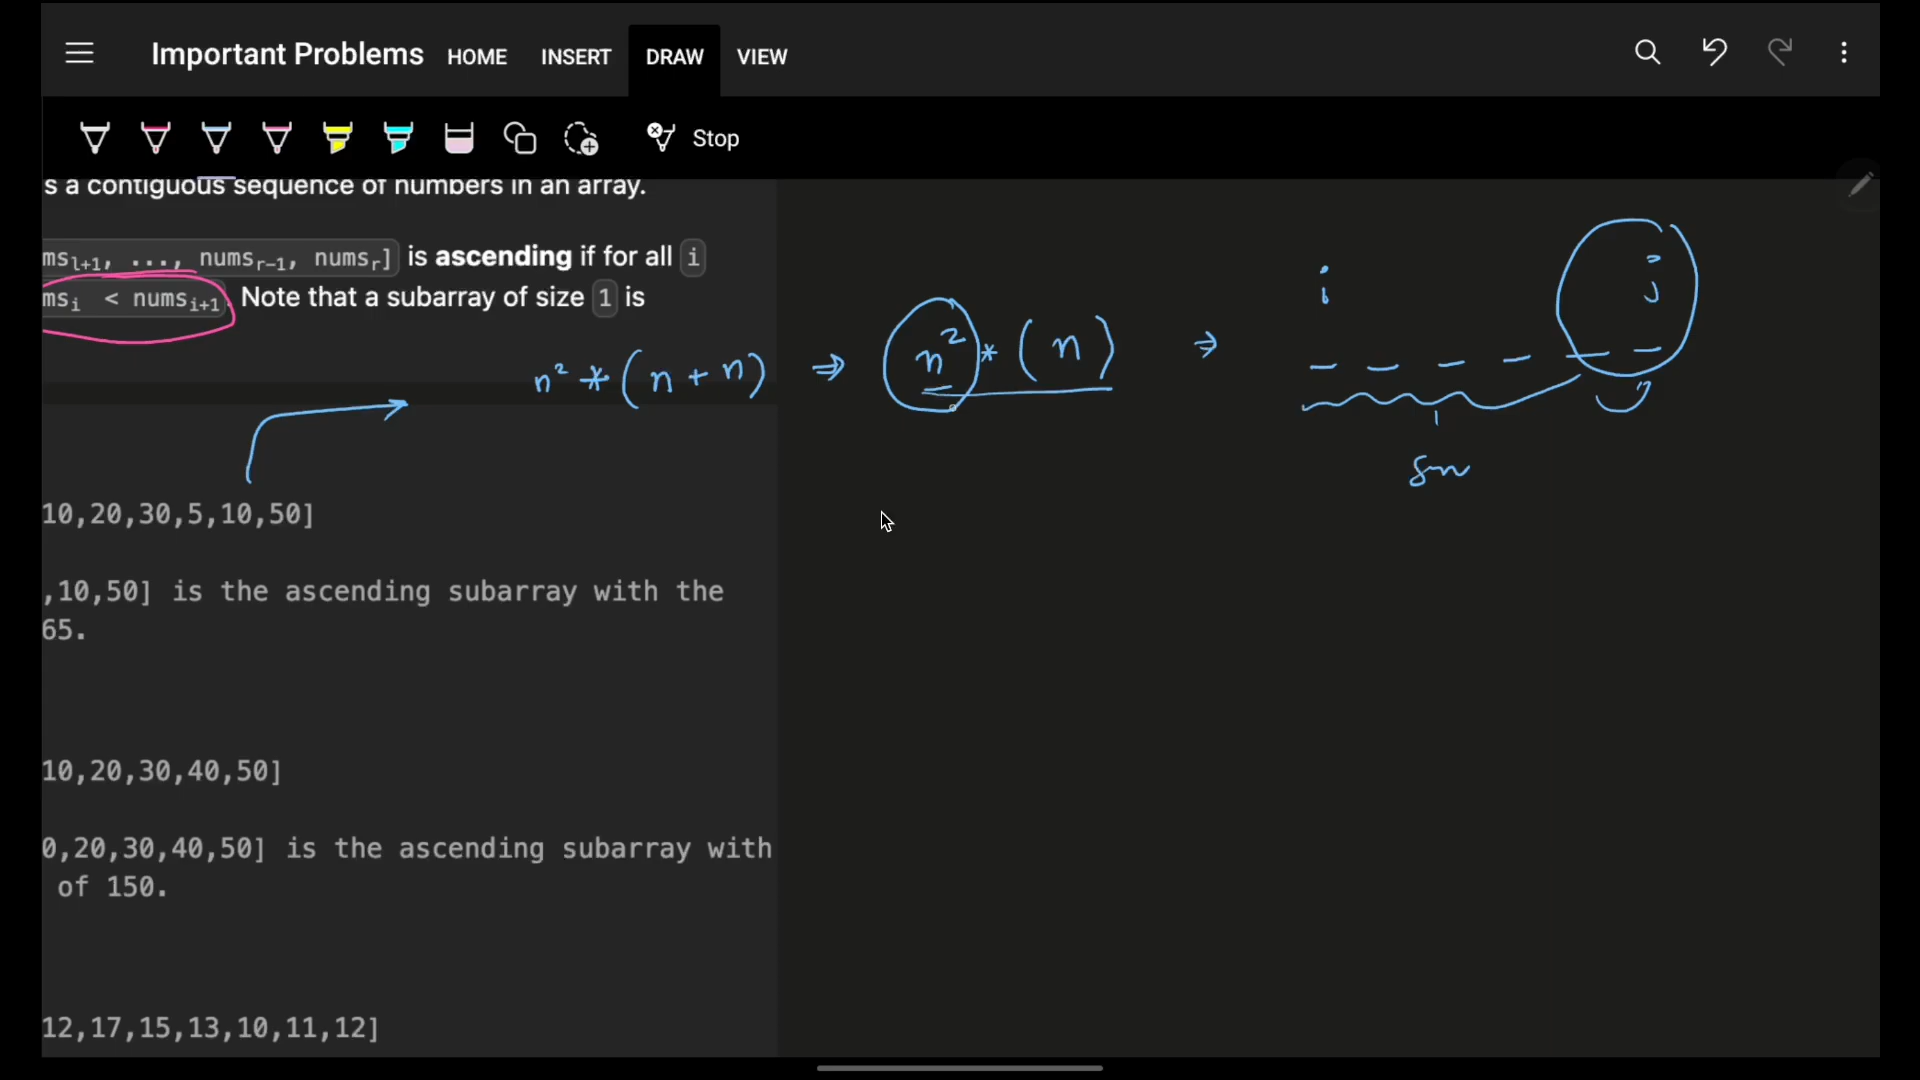 Important Problems HOME INSERT DRAW VIEW
Stop
s a contiguous sequence of numbers in an array.
ms_{l+1}, ..., nums_{r−1}, nums_r] is ascending if for all i
ms_i < nums_{i+1}. Note that a subarray of size 1 is
n² * (n + n) ⇒ n² * (n) ⇒
i j
10,20,30,5,10,50]
,10,50] is the ascending subarray with the
65.
10,20,30,40,50]
0,20,30,40,50] is the ascending subarray with
of 150.
12,17,15,13,10,11,12]